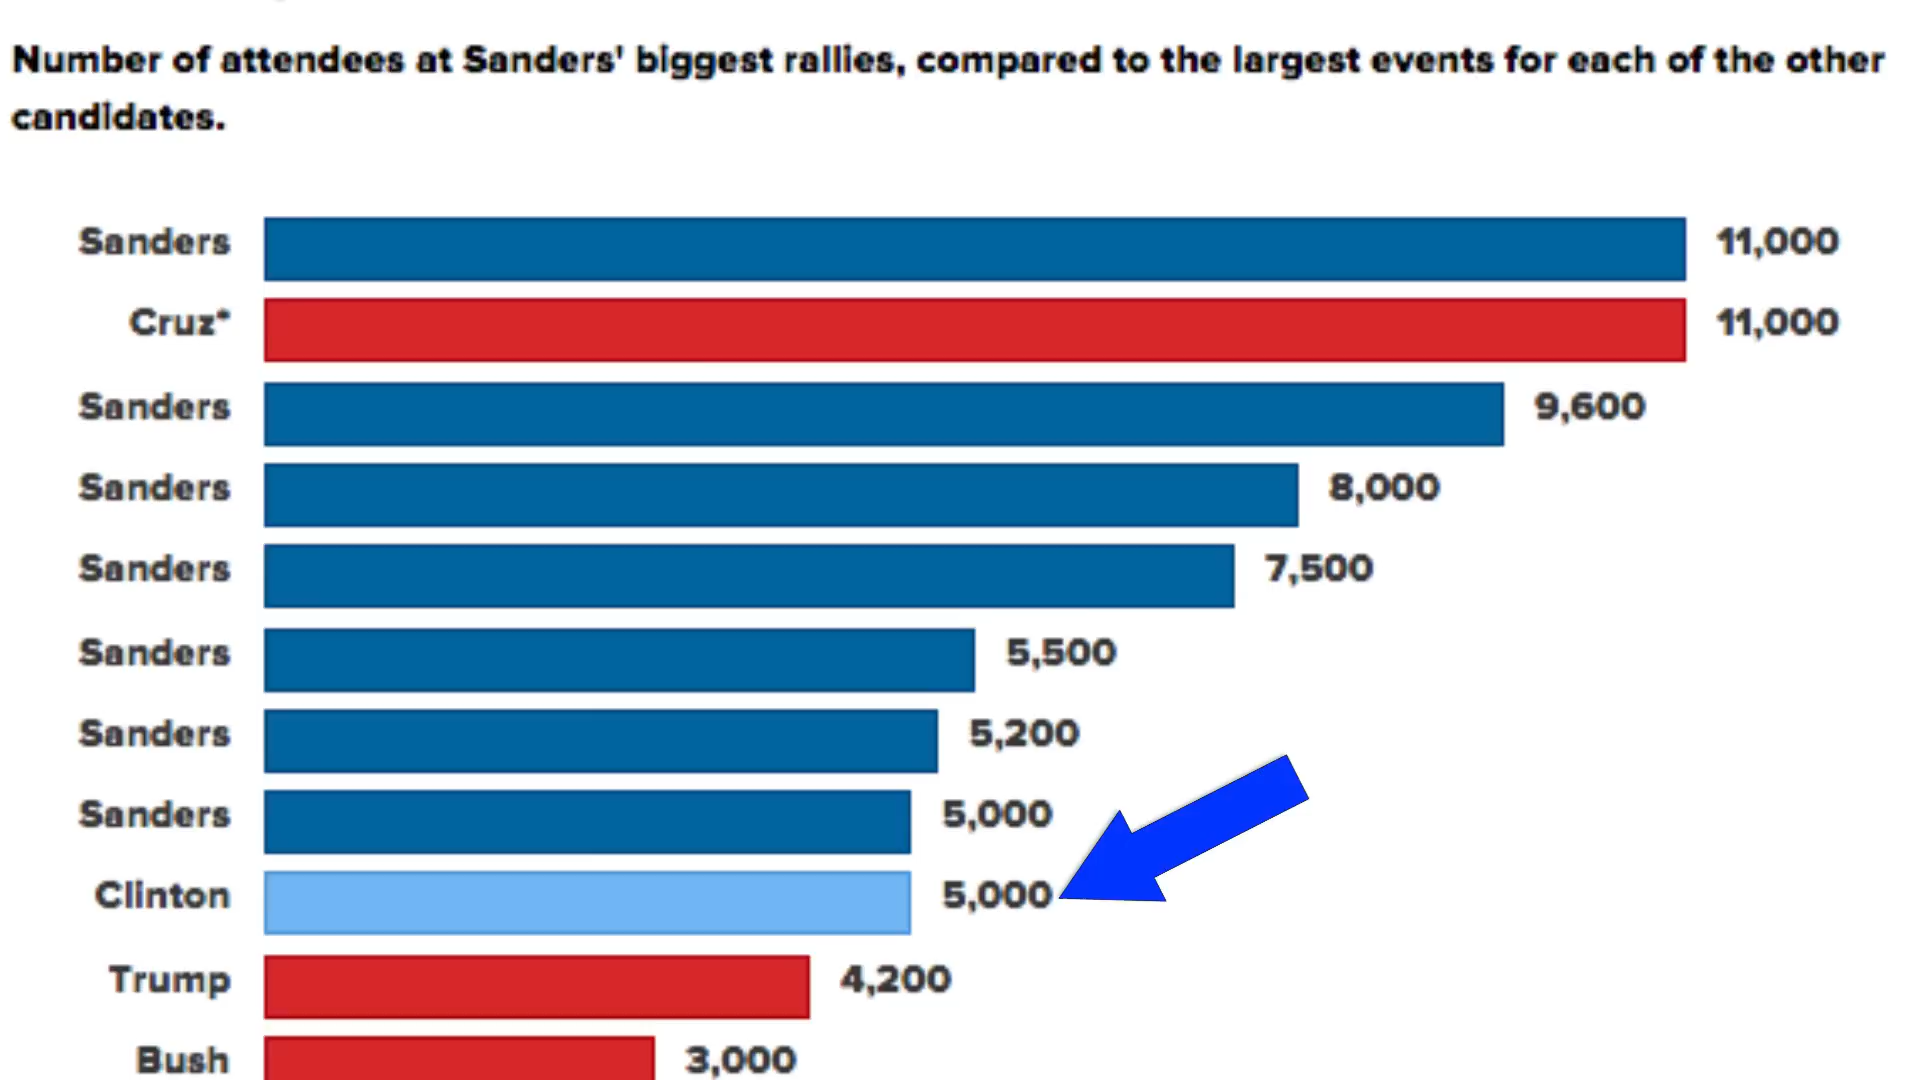 Number of attendees at Sanders' biggest rallies, compared to the largest events for each of the other
candidates.
Sanders 11,000
Cruz* 11,000
Sanders 9,600
Sanders 8,000
Sanders 7,500
Sanders 5,500
Sanders 5,200
Sanders 5,000
Clinton 5,000
Trump 4,200
Bush 3,000